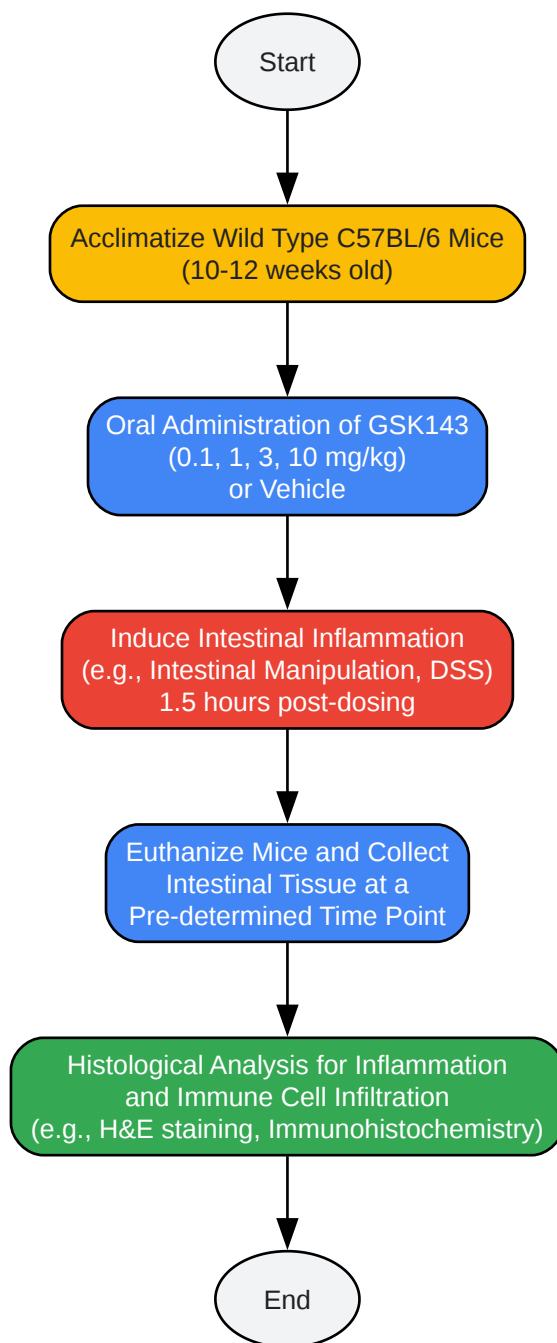 Start
Acclimatize Wild Type C57BL/6 Mice
(10-12 weeks old)
Oral Administration of GSK143
(0.1, 1, 3, 10 mg/kg)
or Vehicle
Induce Intestinal Inflammation
(e.g., Intestinal Manipulation, DSS)
1.5 hours post-dosing
Euthanize Mice and Collect
Intestinal Tissue at a
Pre-determined Time Point
Histological Analysis for Inflammation
and Immune Cell Infiltration
(e.g., H&E staining, Immunohistochemistry)
End